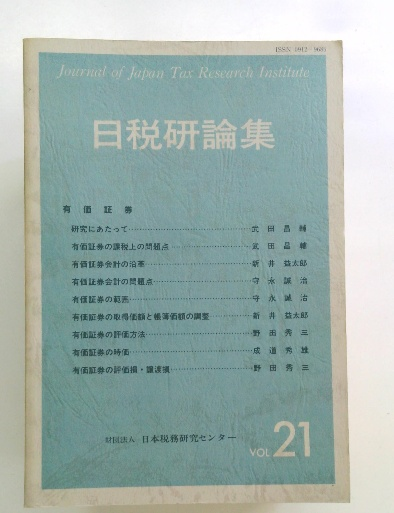 ISSN 0912-9685
Journal of Japan Tax Research Institute
日税研論集
有価証券
研究にあたって 武田昌輔
有価証券の課税上の問題点 武田昌輔
有価証券会計の沿革 新井益太郎
有価証券会計の問題点 守永誠治
有価証券の範囲 守永誠治
有価証券の取得価額と帳簿価額の調整 新井益太郎
有価証券の評価方法 野田秀三
有価証券の時価 成道秀雄
有価証券の評価損・譲渡損 野田秀三
財団法人 日本税務研究センター
VOL 21